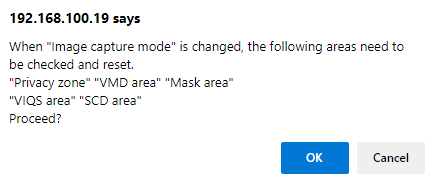 192.168.100.19 says
When "Image capture mode" is changed, the following areas need to
be checked and reset.
"Privacy zone" "VMD area" "Mask area"
"VIQS area" "SCD area"
Proceed?
OK
Cancel